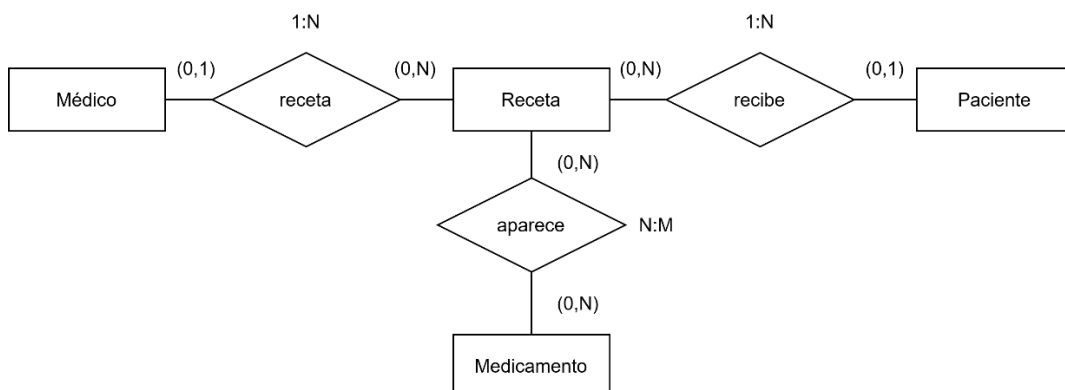 1:N
1:N
(0,1)
(0,N)
(0,N)
(0,1)
Médico
receta
Receta
recibe
Paciente
(0,N)
aparece
N:M
(0,N)
Medicamento